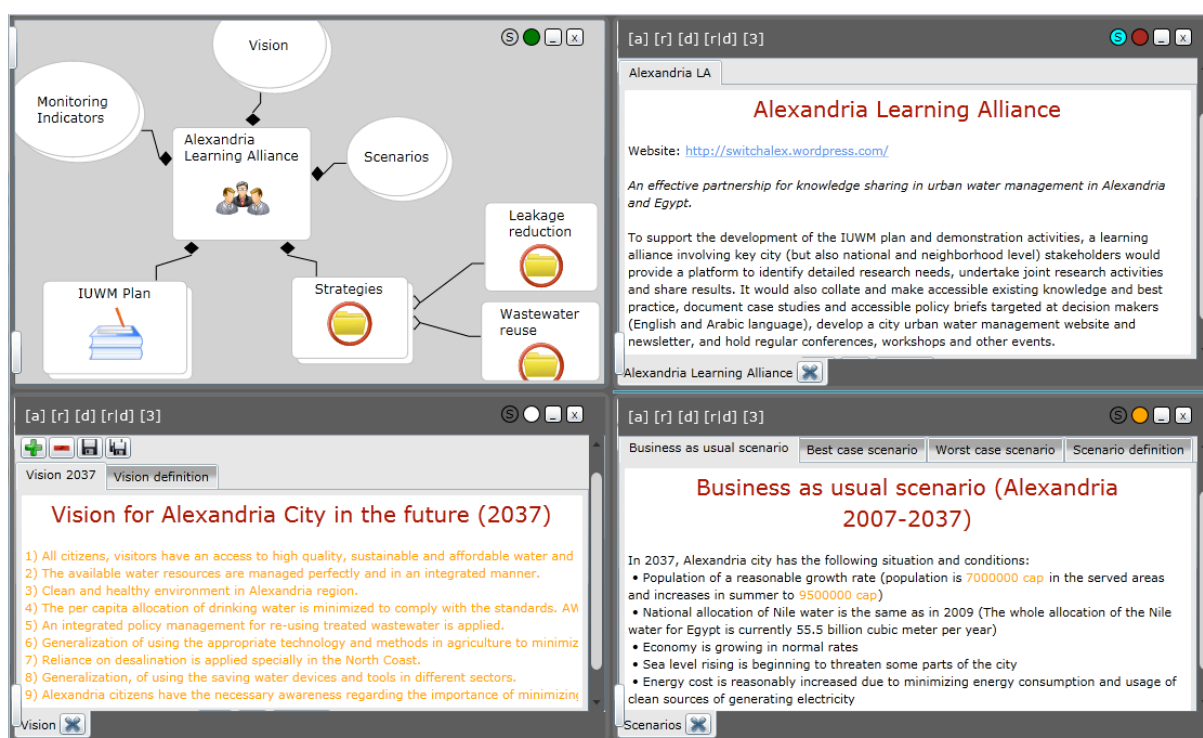 Vision
S _ x
Monitoring
Indicators
Alexandria
Learning Alliance
Scenarios
Leakage
reduction
IUWM Plan
Strategies
Wastewater
reuse
[a] [r] [d] [r|d] [3]
S _ x
Alexandria LA
Alexandria Learning Alliance
Website: http://switchalex.wordpress.com/
An effective partnership for knowledge sharing in urban water management in Alexandria
and Egypt.
To support the development of the IUWM plan and demonstration activities, a learning
alliance involving key city (but also national and neighborhood level) stakeholders would
provide a platform to identify detailed research needs, undertake joint research activities
and share results. It would also collate and make accessible existing knowledge and best
practice, document case studies and accessible policy briefs targeted at decision makers
(English and Arabic language), develop a city urban water management website and
newsletter, and hold regular conferences, workshops and other events.
Alexandria Learning Alliance
[a] [r] [d] [r|d] [3]
S _ x
Vision 2037 Vision definition
Vision for Alexandria City in the future (2037)
1) All citizens, visitors have an access to high quality, sustainable and affordable water and
2) The available water resources are managed perfectly and in an integrated manner.
3) Clean and healthy environment in Alexandria region.
4) The per capita allocation of drinking water is minimized to comply with the standards. AW
5) An integrated policy management for re-using treated wastewater is applied.
6) Generalization of using the appropriate technology and methods in agriculture to minimiz
7) Reliance on desalination is applied specially in the North Coast.
8) Generalization, of using the saving water devices and tools in different sectors.
9) Alexandria citizens have the necessary awareness regarding the importance of minimizing
Vision
[a] [r] [d] [r|d] [3]
S _ x
Business as usual scenario Best case scenario Worst case scenario Scenario definition
Business as usual scenario (Alexandria
2007-2037)
In 2037, Alexandria city has the following situation and conditions:
• Population of a reasonable growth rate (population is 7000000 cap in the served areas
and increases in summer to 9500000 cap)
• National allocation of Nile water is the same as in 2009 (The whole allocation of the Nile
water for Egypt is currently 55.5 billion cubic meter per year)
• Economy is growing in normal rates
• Sea level rising is beginning to threaten some parts of the city
• Energy cost is reasonably increased due to minimizing energy consumption and usage of
clean sources of generating electricity
Scenarios